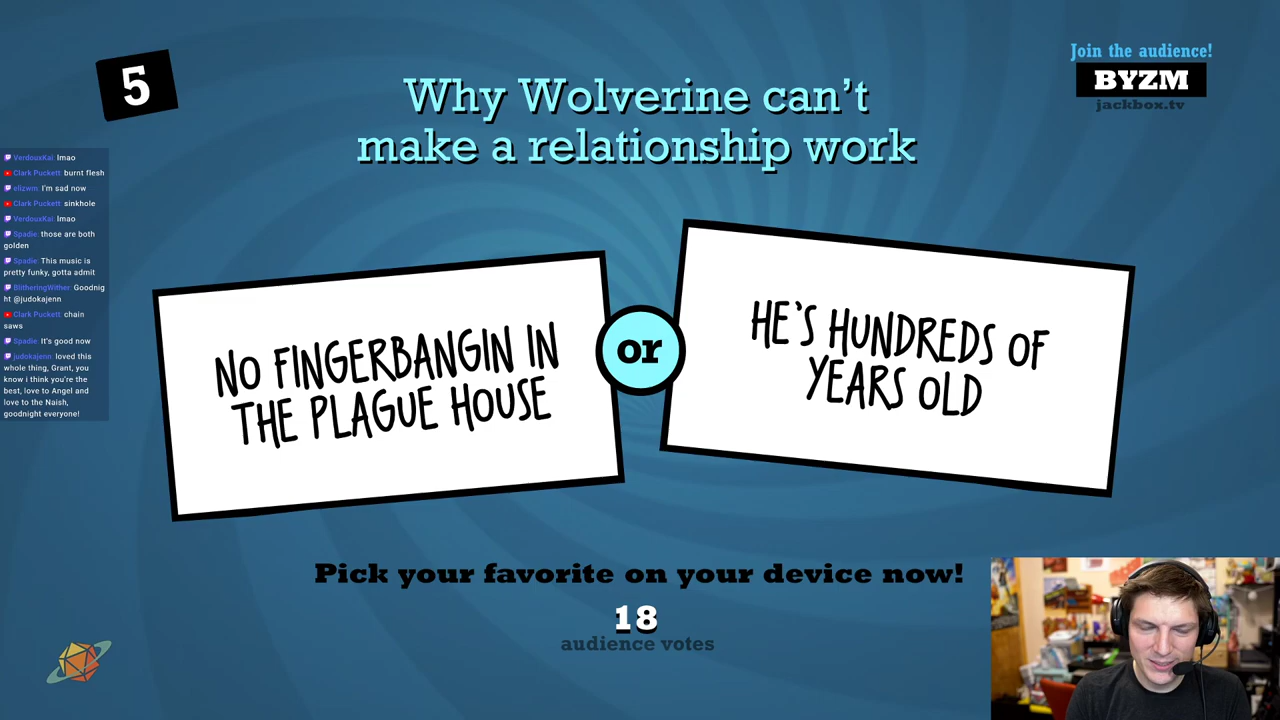 5
Why Wolverine can't
make a relationship work
Join the audience!
BYZM
jackbox.tv
VerdouxKai: lmao
Clark Puckett: burnt flesh
elizwm: I'm sad now
Clark Puckett: sinkhole
VerdouxKai: lmao
Spadie: those are both
golden
Spadie: This music is
pretty funky, gotta admit
BlitheringWither: Goodnig
ht @judokajenn
Clark Puckett: chain
saws
Spadie: It's good now
judokajenn: loved this
whole thing, Grant, you
know i think you're the
best, love to Angel and
love to the Naish,
goodnight everyone!
NO FINGERBANGIN IN
THE PLAGUE HOUSE
or
HE'S HUNDREDS OF
YEARS OLD
Pick your favorite on your device now!
18
audience votes